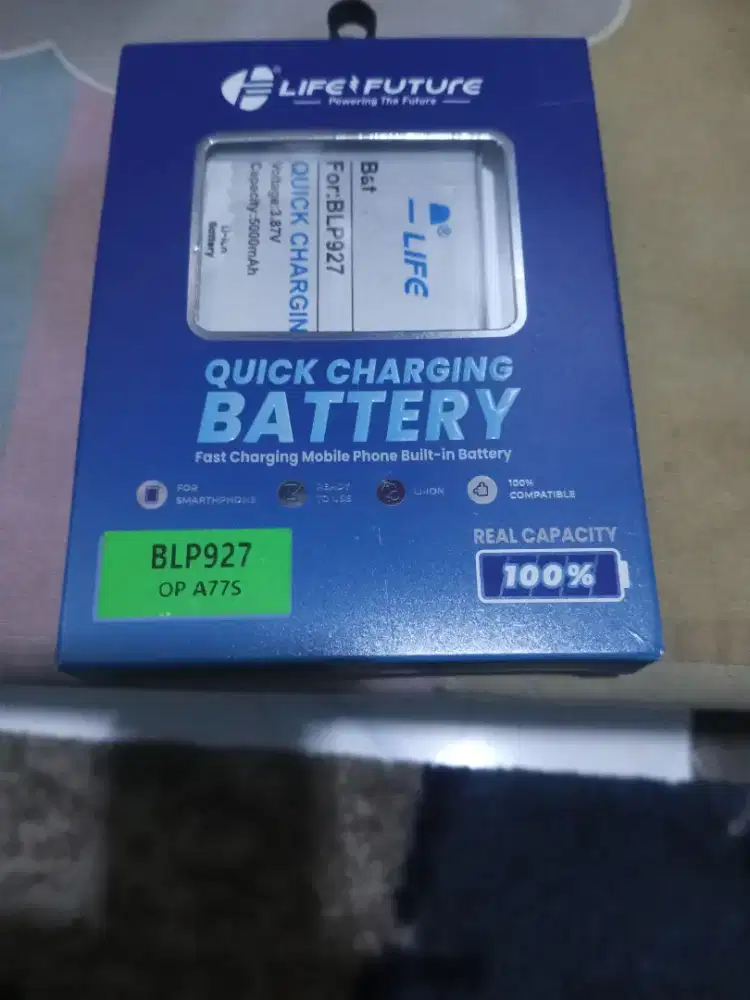 LIFE FUTURE
Powering The Future
LIFE
Bat
For:BLP927
QUICK CHARGIN
Voltage:3.87V
Capacity:5000mAh
Li-ion
Battery
QUICK CHARGING
BATTERY
Fast Charging Mobile Phone Built-in Battery
FOR
SMARTHPHONE
READY
TO USE
LI-ION
100%
COMPATIBLE
BLP927
OP A77S
REAL CAPACITY
100%